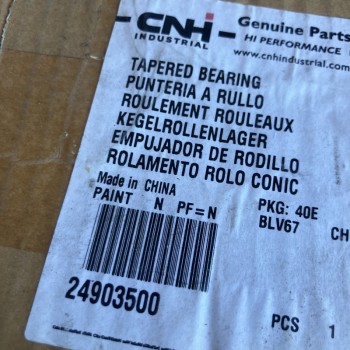 CNH
INDUSTRIAL
Genuine Parts
HI PERFORMANCE
www.cnhindustrial.com
TAPERED BEARING
PUNTERIA A RULLO
ROULEMENT ROULEAUX
KEGELROLLENLAGER
EMPUJADOR DE RODILLO
ROLAMENTO ROLO CONIC
Made in CHINA
PAINT N PF=N
PKG: 40E
BLV67
CH
24903500
PCS 1